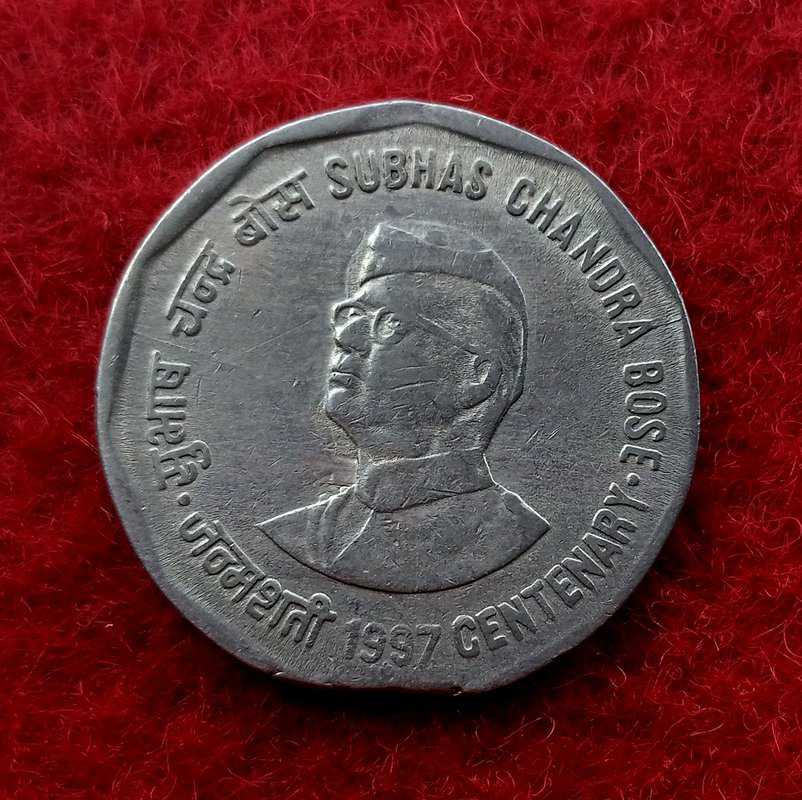 सुभाष चन्द्र बोस SUBHAS CHANDRA BOSE
जन्मशती 1997 CENTENARY